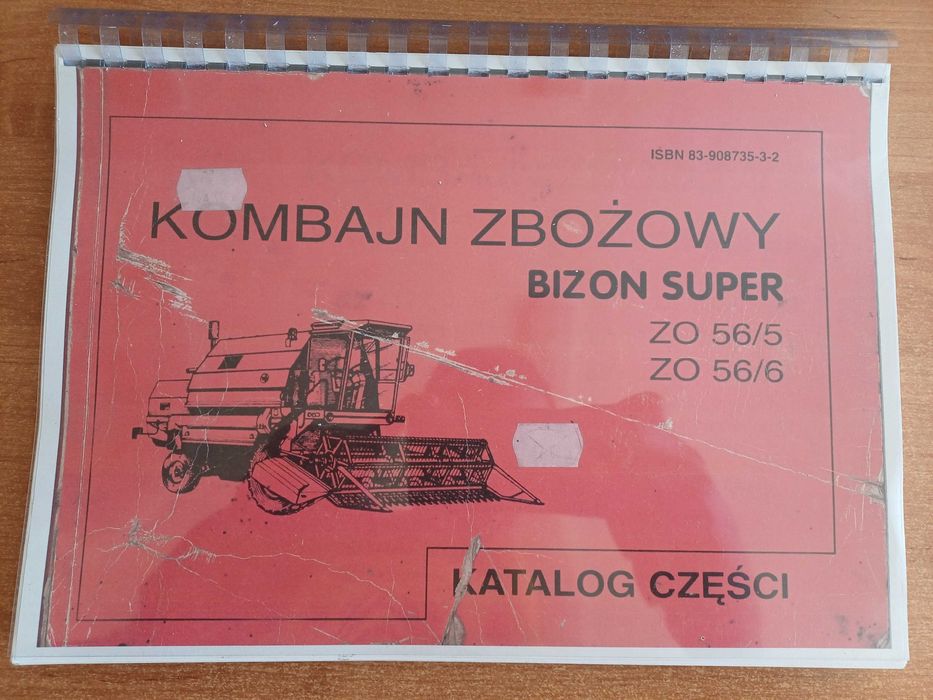 ISBN 83-908735-3-2
KOMBAJN ZBOŻOWY
BIZON SUPER
ZO 56/5
ZO 56/6
KATALOG CZĘŚCI